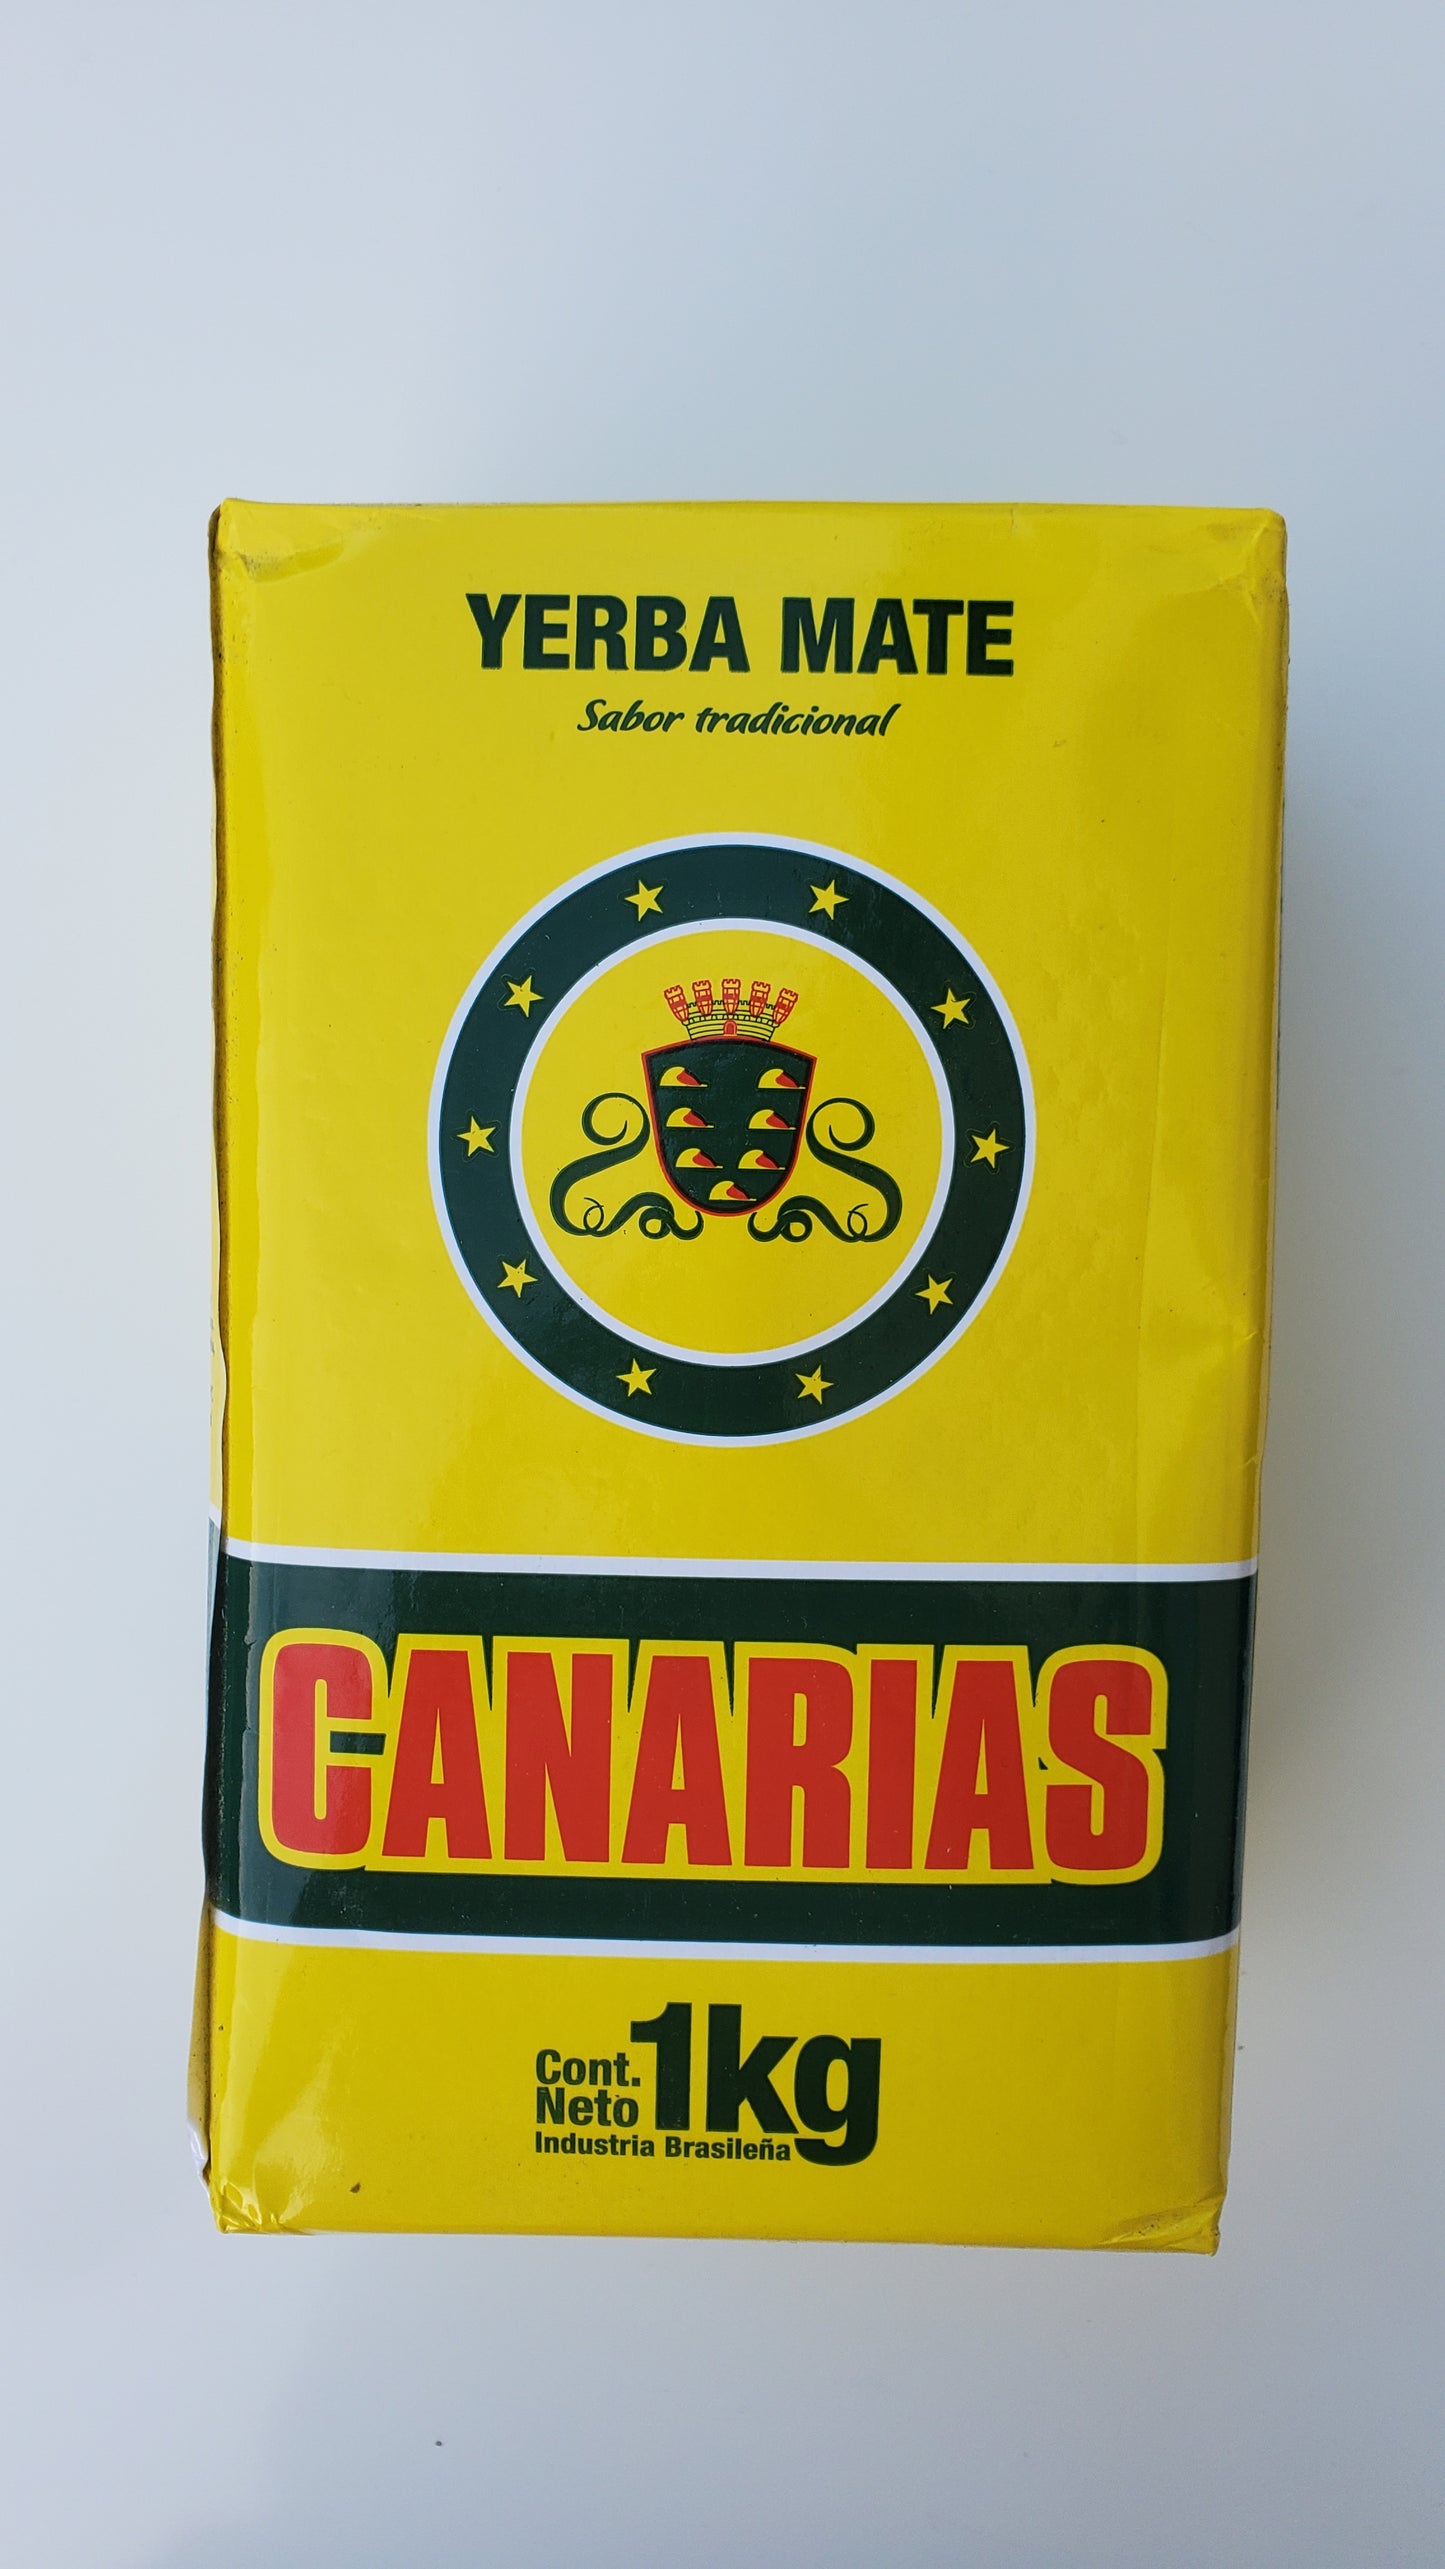 YERBA MATE
Sabor tradicional
CANARIAS
Cont. 1kg
Neto
Industria Brasileña